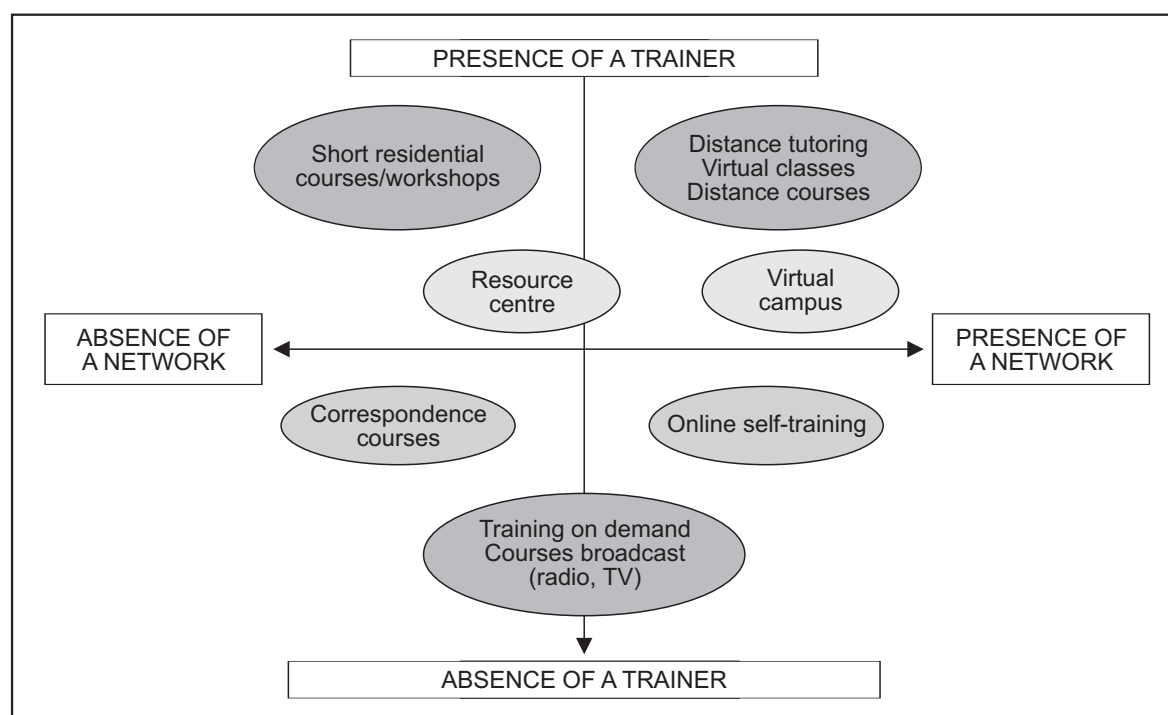 PRESENCE OF A TRAINER
Short residential
courses/workshops
Distance tutoring
Virtual classes
Distance courses
Resource
centre
Virtual
campus
ABSENCE OF
A NETWORK
PRESENCE OF
A NETWORK
Correspondence
courses
Online self-training
Training on demand
Courses broadcast
(radio, TV)
ABSENCE OF A TRAINER